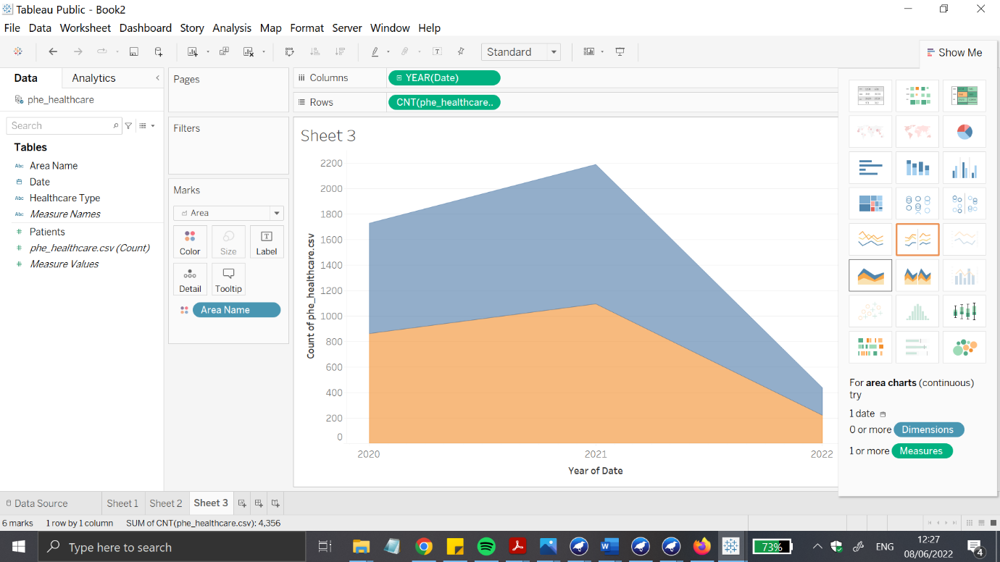 Tableau Public - Book2
File Data Worksheet Dashboard Story Analysis Map Format Server Window Help
Standard
Show Me
Data Analytics
phe_healthcare
Search
Tables
Abc Area Name
Date
Abc Healthcare Type
Abc Measure Names
# Patients
# phe_healthcare.csv (Count)
# Measure Values
Pages
Filters
Marks
Area
Color Size Label
Detail Tooltip
Area Name
Columns YEAR(Date)
Rows CNT(phe_healthcare..
Sheet 3
2200
2000
1800
1600
1400
1200
1000
800
600
400
200
0
Count of phe_healthcare.csv
2020 2021 2022
Year of Date
For area charts (continuous)
try
1 date
0 or more Dimensions
1 or more Measures
Data Source Sheet 1 Sheet 2 Sheet 3
6 marks 1 row by 1 column SUM of CNT(phe_healthcare.csv): 4,356
Type here to search
73%
ENG
12:27
08/06/2022
4